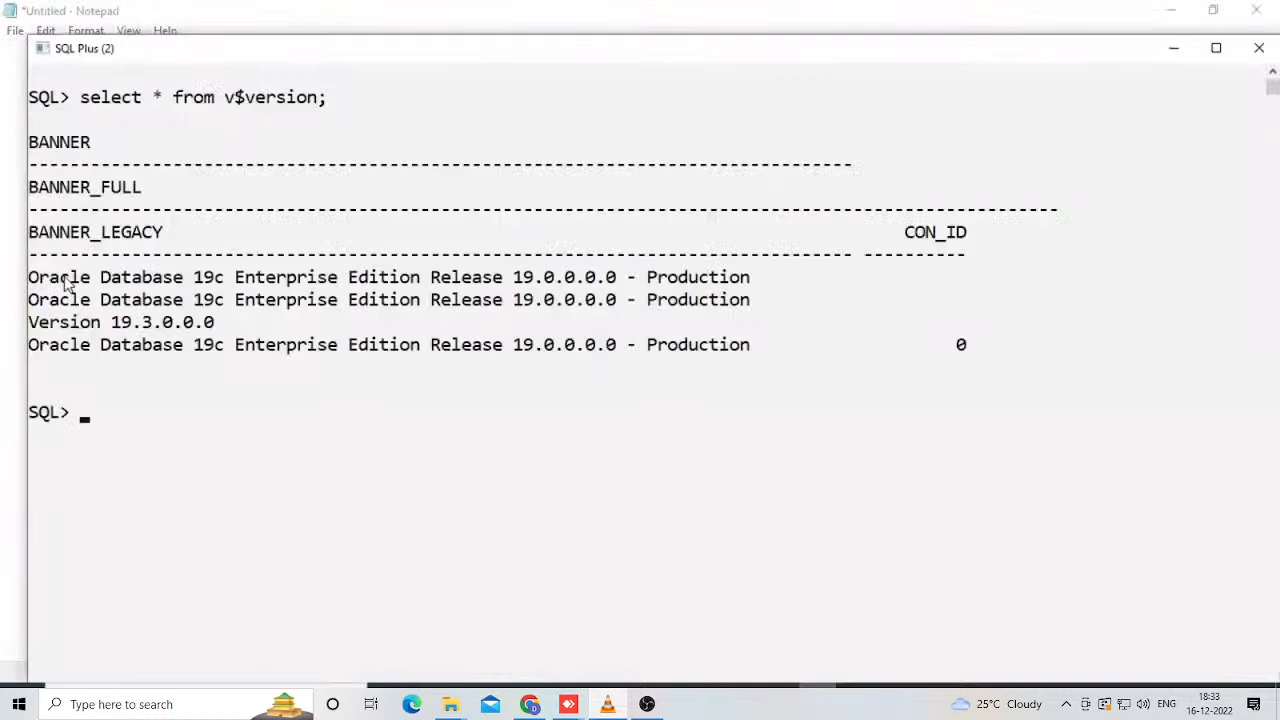 *Untitled - Notepad
File Edit Format View Help
SQL Plus (2)
SQL> select * from v$version;
BANNER
--------------------------------------------------------------------------------
BANNER_FULL
----------------------------------------------------------------------------------------------------
BANNER_LEGACY CON_ID
-------------------------------------------------------------------------------- ----------
Oracle Database 19c Enterprise Edition Release 19.0.0.0.0 - Production
Oracle Database 19c Enterprise Edition Release 19.0.0.0.0 - Production
Version 19.3.0.0.0
Oracle Database 19c Enterprise Edition Release 19.0.0.0.0 - Production 0
SQL> _
Type here to search
25°C Cloudy
ENG
18:33
16-12-2022